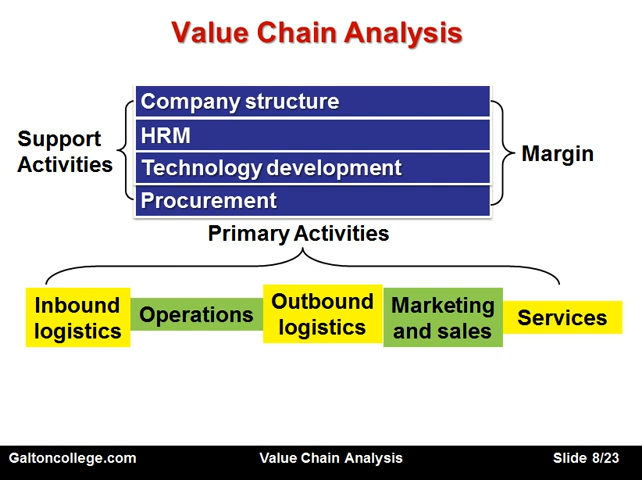 Value Chain Analysis
Support
Activities
Company structure
HRM
Technology development
Procurement
Margin
Primary Activities
Inbound
logistics
Operations
Outbound
logistics
Marketing
and sales
Services
Galtoncollege.com
Value Chain Analysis
Slide 8/23